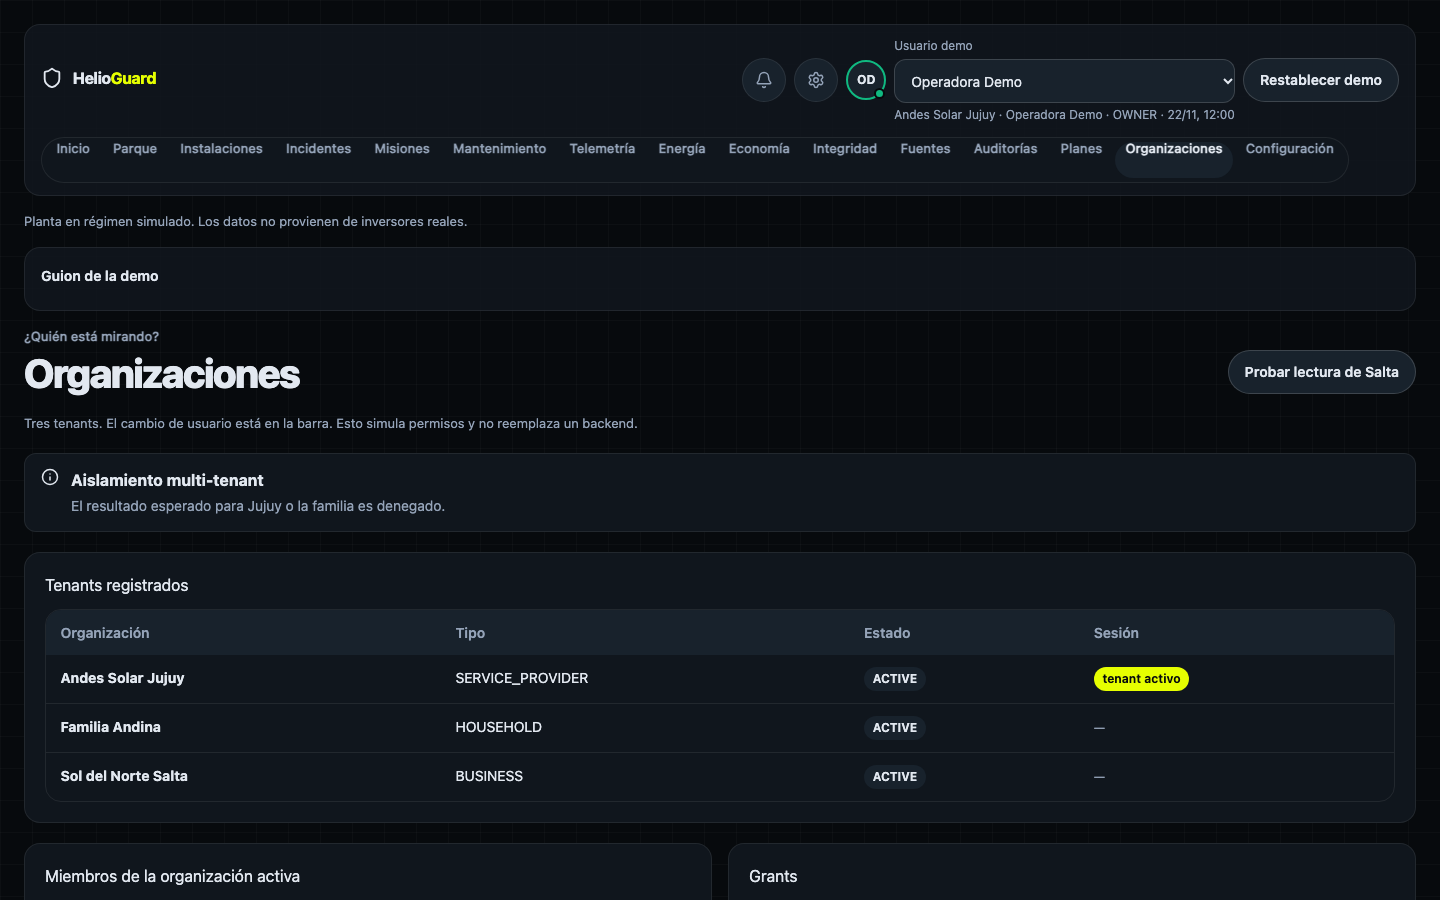 HelioGuard
OD
Usuario demo
Operadora Demo
Restablecer demo
Andes Solar Jujuy · Operadora Demo · OWNER · 22/11, 12:00
Inicio Parque Instalaciones Incidentes Misiones Mantenimiento Telemetría Energía Economía Integridad Fuentes Auditorías Planes Organizaciones Configuración
Planta en régimen simulado. Los datos no provienen de inversores reales.
Guion de la demo
¿Quién está mirando?
Organizaciones
Probar lectura de Salta
Tres tenants. El cambio de usuario está en la barra. Esto simula permisos y no reemplaza un backend.
Aislamiento multi-tenant
El resultado esperado para Jujuy o la familia es denegado.
Tenants registrados
Organización Tipo Estado Sesión
Andes Solar Jujuy SERVICE_PROVIDER ACTIVE tenant activo
Familia Andina HOUSEHOLD ACTIVE —
Sol del Norte Salta BUSINESS ACTIVE —
Miembros de la organización activa
Grants